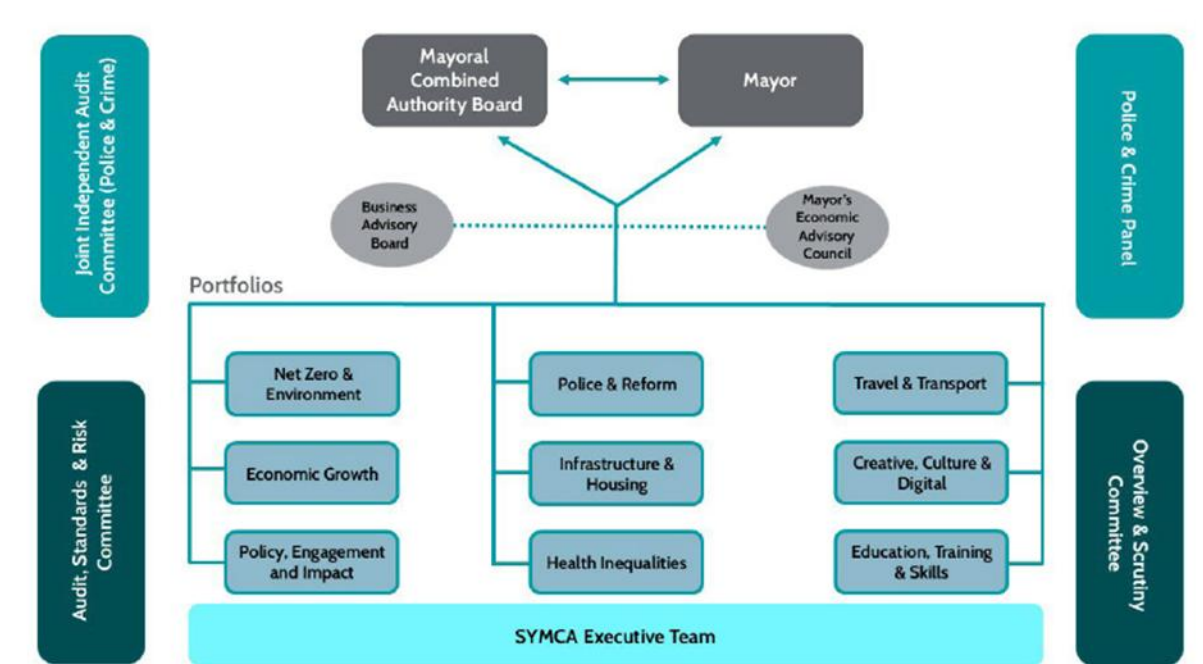 Joint Independent Audit
Committee (Police & Crime)
Mayoral
Combined
Authority Board
Mayor
Police & Crime Panel
Business
Advisory
Board
Mayor's
Economic
Advisory
Council
Portfolios
Net Zero &
Environment
Police & Reform
Travel & Transport
Economic Growth
Infrastructure &
Housing
Creative, Culture &
Digital
Policy, Engagement
and Impact
Health Inequalities
Education, Training
& Skills
Audit, Standards & Risk
Committee
Overview & Scrutiny
Committee
SYMCA Executive Team